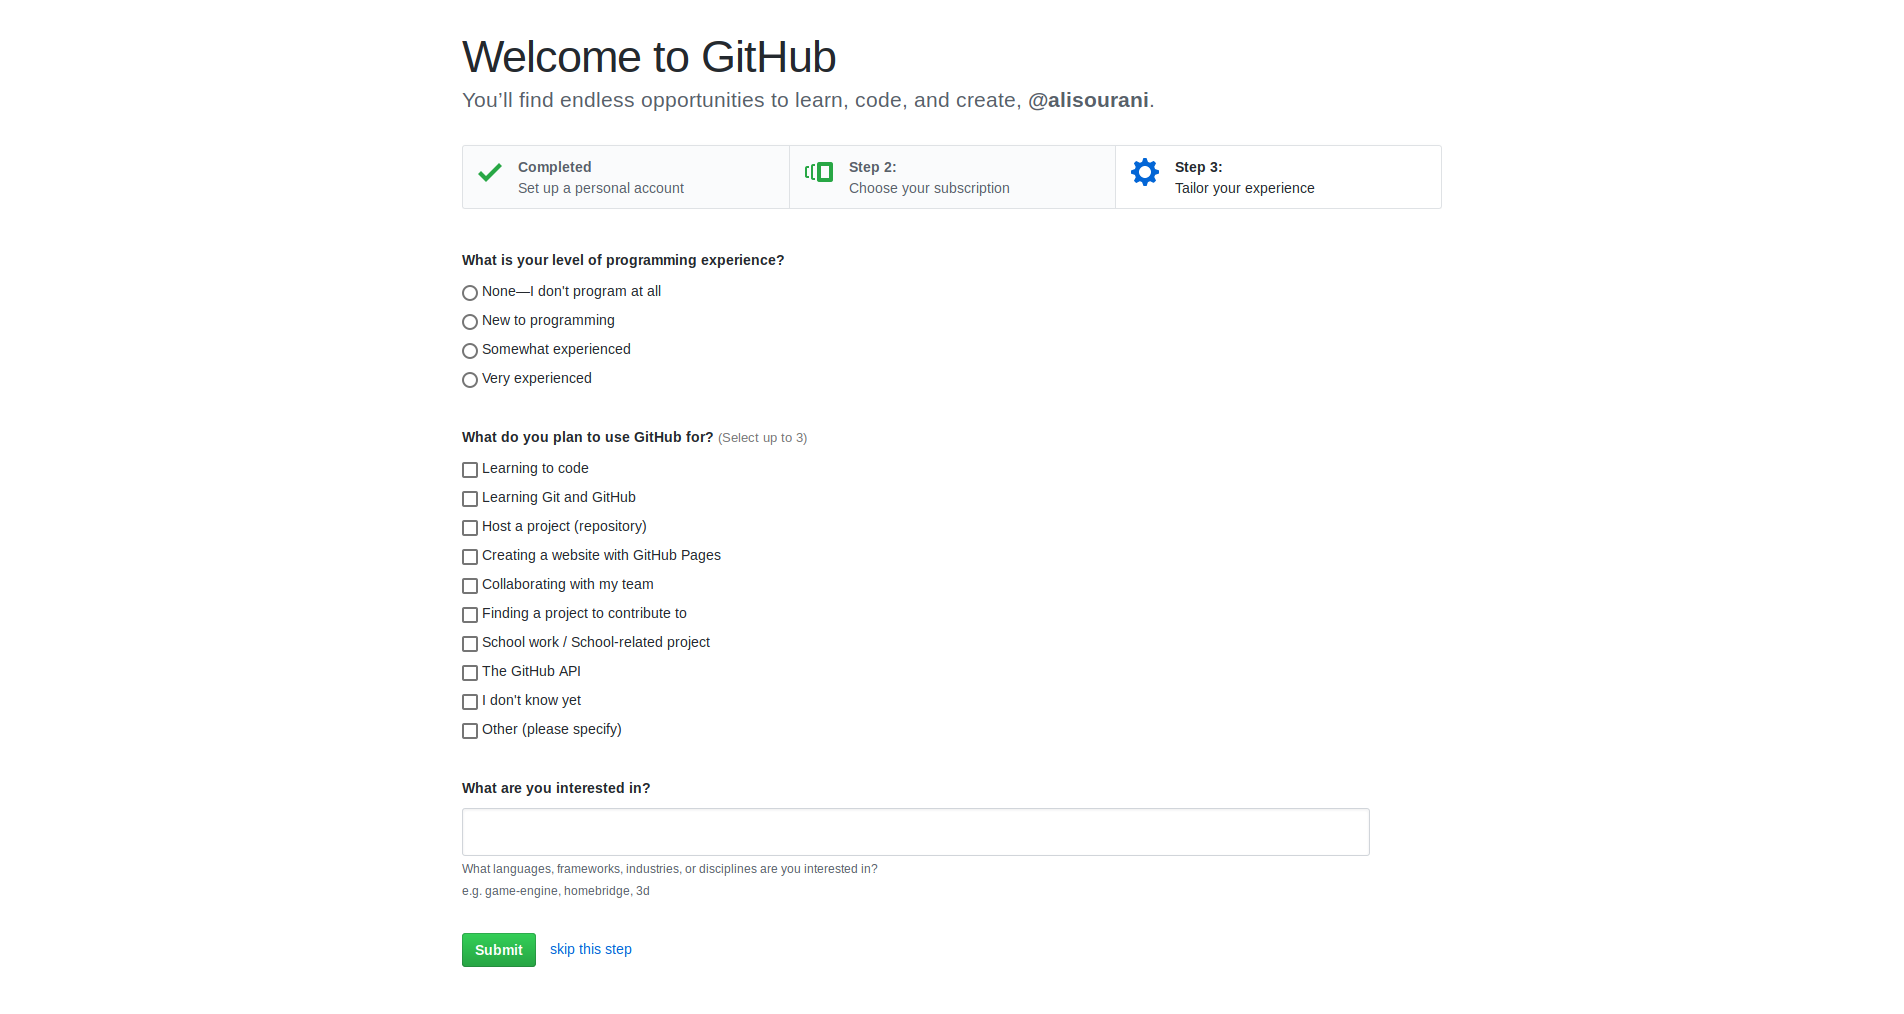 Welcome to GitHub
You’ll find endless opportunities to learn, code, and create, @alisourani.
Completed
Set up a personal account
Step 2:
Choose your subscription
Step 3:
Tailor your experience
What is your level of programming experience?
None—I don't program at all
New to programming
Somewhat experienced
Very experienced
What do you plan to use GitHub for? (Select up to 3)
Learning to code
Learning Git and GitHub
Host a project (repository)
Creating a website with GitHub Pages
Collaborating with my team
Finding a project to contribute to
School work / School-related project
The GitHub API
I don't know yet
Other (please specify)
What are you interested in?
What languages, frameworks, industries, or disciplines are you interested in?
e.g. game-engine, homebridge, 3d
Submit skip this step